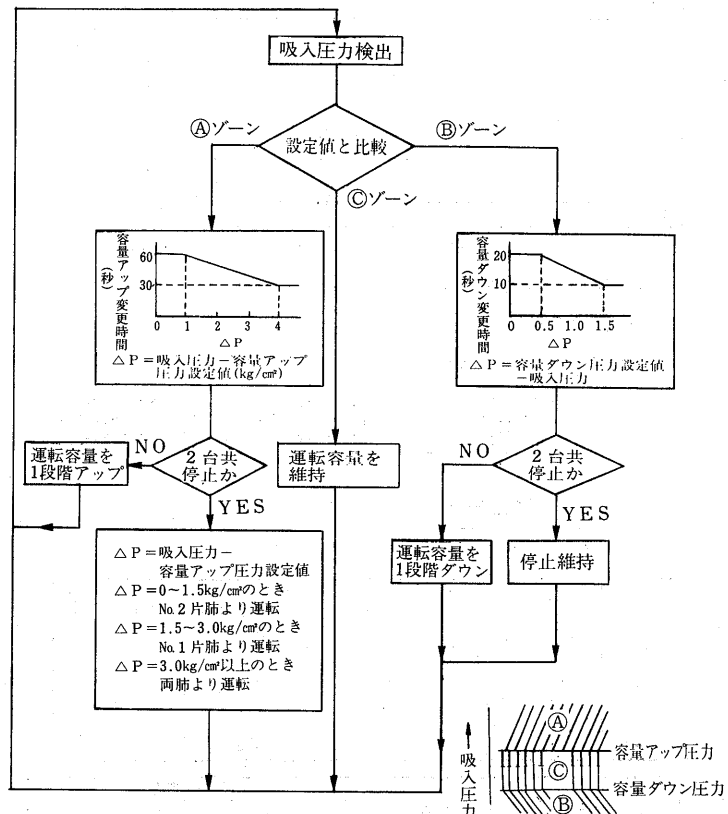 吸入圧力検出
設定値と比較
Ⓐゾーン
Ⓑゾーン
Ⓒゾーン
容量アップ変更時間
(秒)
60
30
0 1 2 3 4
△P
△P＝吸入圧力－容量アップ
圧力設定値(kg/cm²)
容量ダウン変更時間
(秒)
20
10
0 0.5 1.0 1.5
△P
△P＝容量ダウン圧力設定値
－吸入圧力
運転容量を
1段階アップ
NO
2台共
停止か
YES
運転容量を
維持
NO
2台共
停止か
YES
運転容量を
1段階ダウン
停止維持
△P＝吸入圧力－
容量アップ圧力設定値
△P＝0～1.5kg/cm²のとき
No.2片肺より運転
△P＝1.5～3.0kg/cm²のとき
No.1片肺より運転
△P＝3.0kg/cm²以上のとき
両肺より運転
吸入圧力
Ⓐ
容量アップ圧力
Ⓒ
容量ダウン圧力
Ⓑ